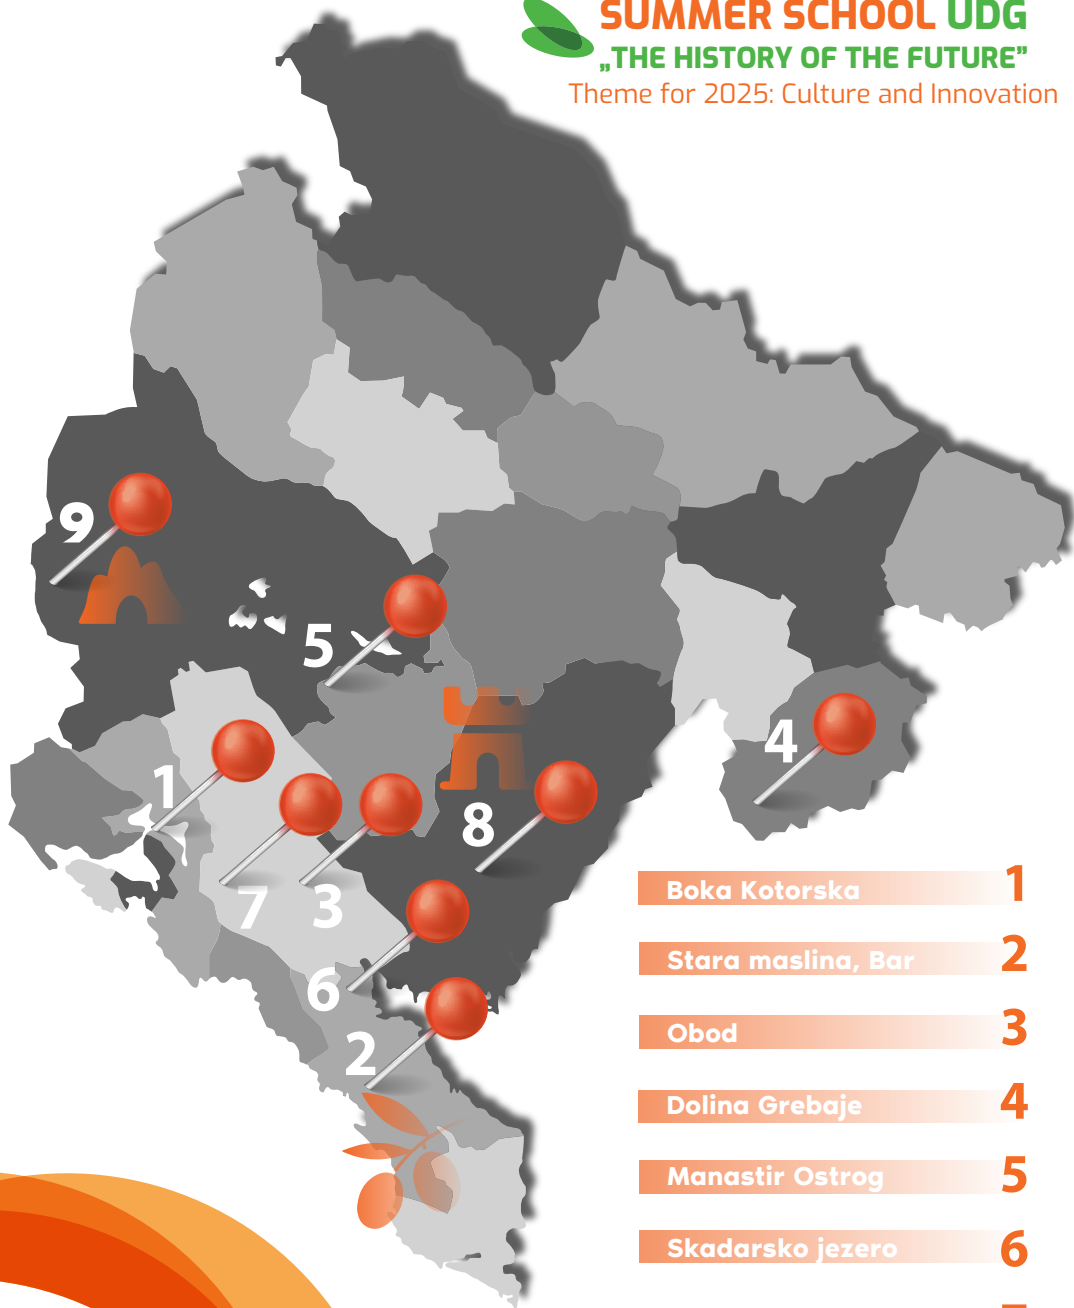 SUMMER SCHOOL UDG
„THE HISTORY OF THE FUTURE”
Theme for 2025: Culture and Innovation
9
5
4
1
8
7
3
6
2
Boka Kotorska 1
Stara maslina, Bar 2
Obod 3
Dolina Grebaje 4
Manastir Ostrog 5
Skadarsko jezero 6